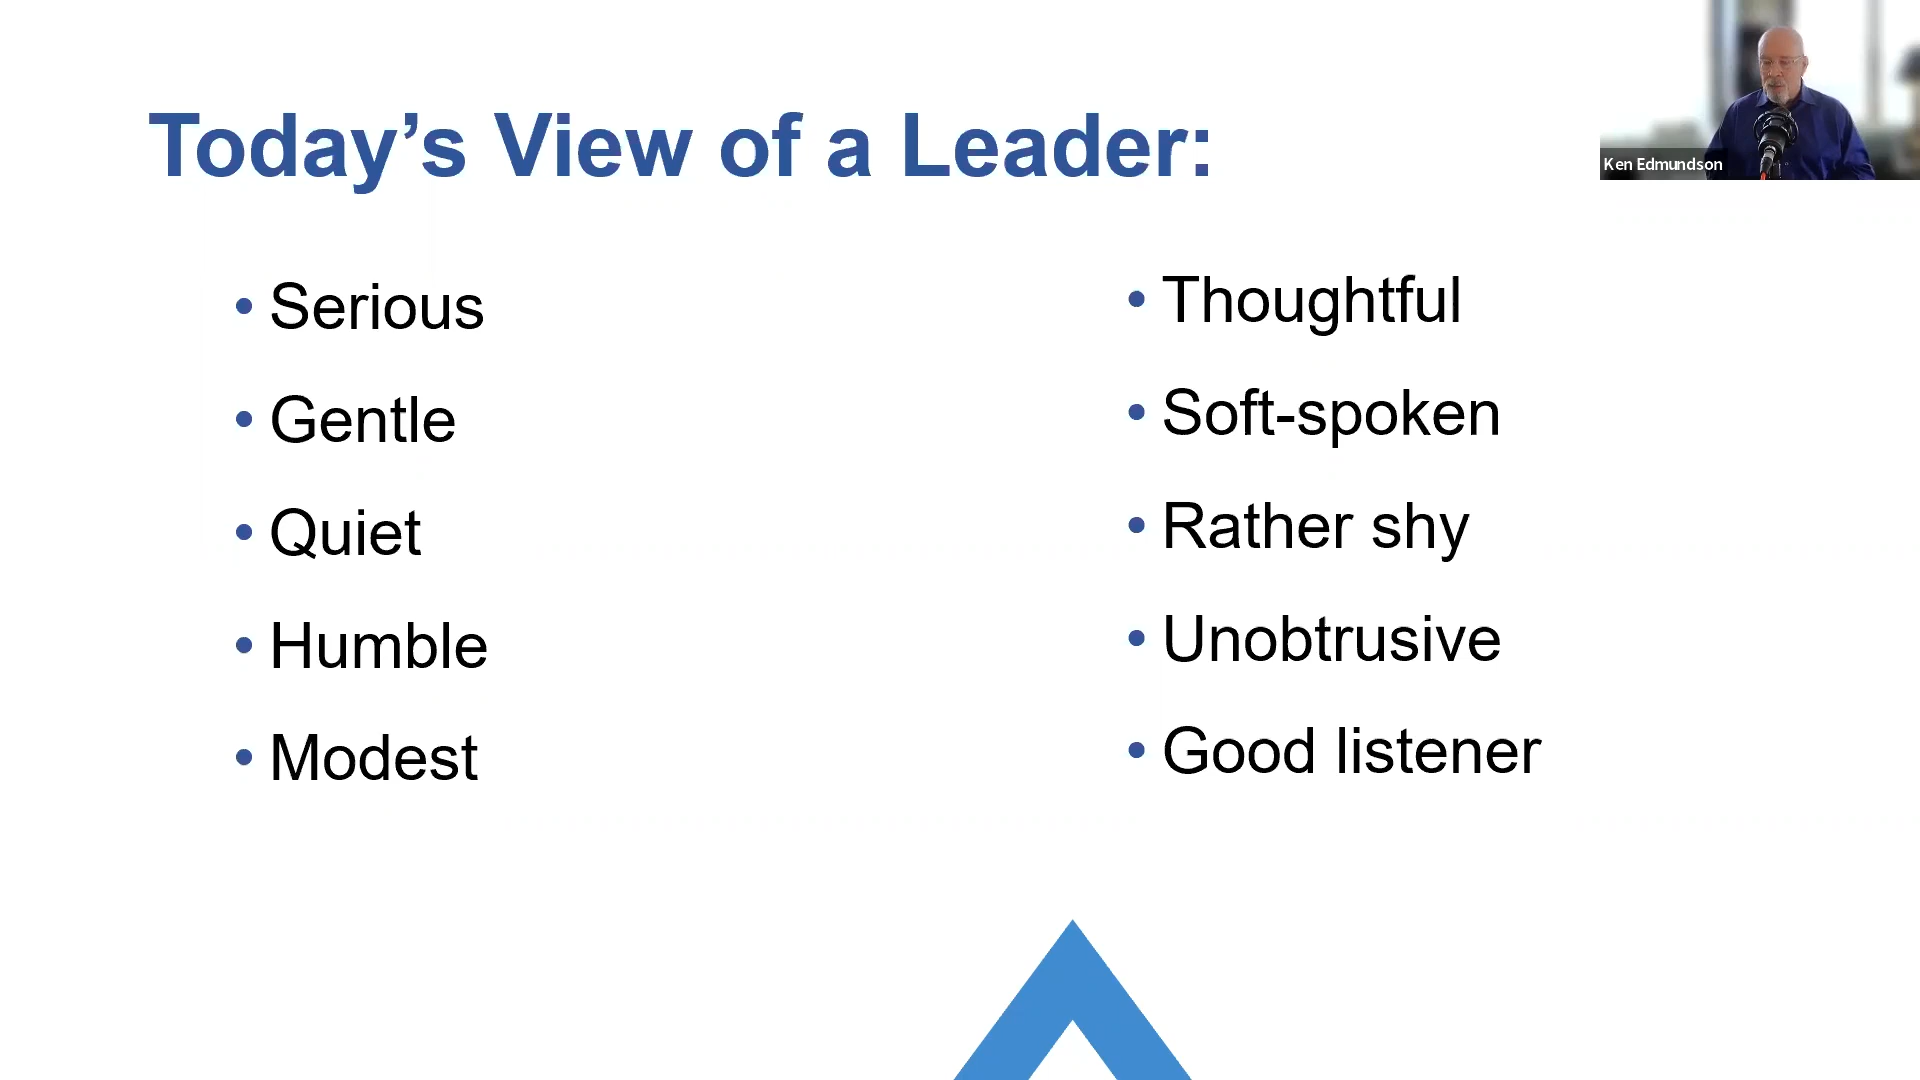 Today’s View of a Leader:
• Serious
• Gentle
• Quiet
• Humble
• Modest
• Thoughtful
• Soft-spoken
• Rather shy
• Unobtrusive
• Good listener
Ken Edmundson